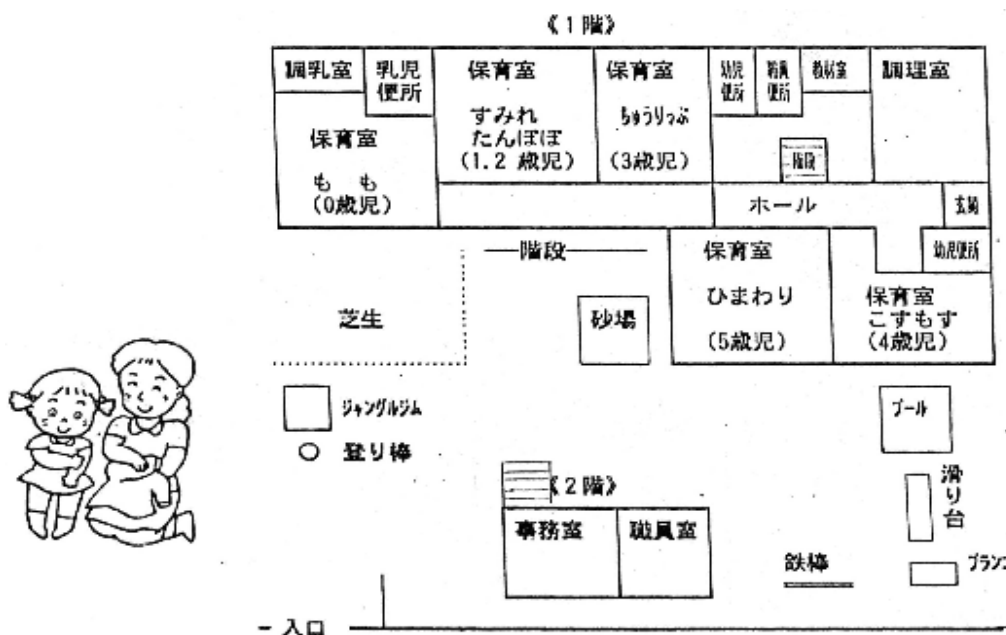 《1階》
調乳室
乳児
便所
保育室
すみれ
たんぽぽ
(1.2 歳児)
保育室
ちゅうりっぷ
(3歳児)
幼児
便所
職員
便所
教材室
調理室
保育室
も も
(0歳児)
階段
ホール
玄関
階段
保育室
ひまわり
(5歳児)
幼児便所
保育室
こすもす
(4歳児)
芝生
砂場
ジャングルジム
登り棒
プール
滑り台
《2階》
事務室
職員室
鉄棒
ブランコ
入口